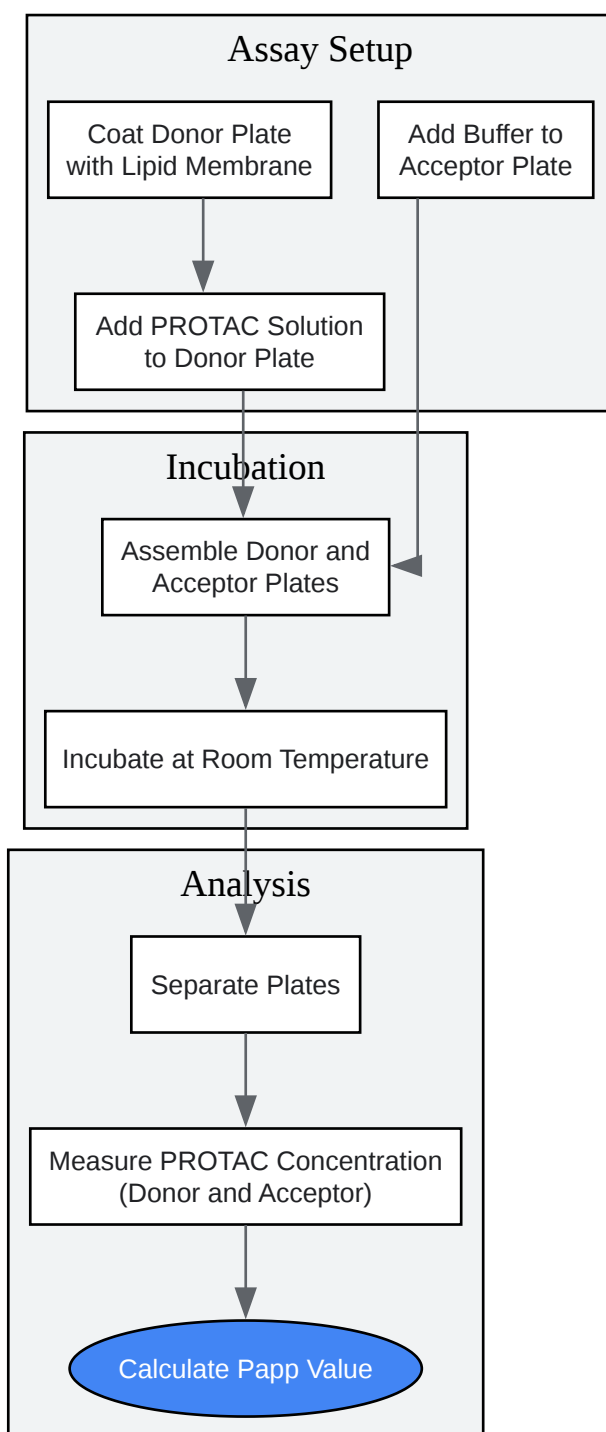 Assay Setup
Coat Donor Plate
with Lipid Membrane
Add Buffer to
Acceptor Plate
Add PROTAC Solution
to Donor Plate
Incubation
Assemble Donor and
Acceptor Plates
Incubate at Room Temperature
Analysis
Separate Plates
Measure PROTAC Concentration
(Donor and Acceptor)
Calculate Papp Value